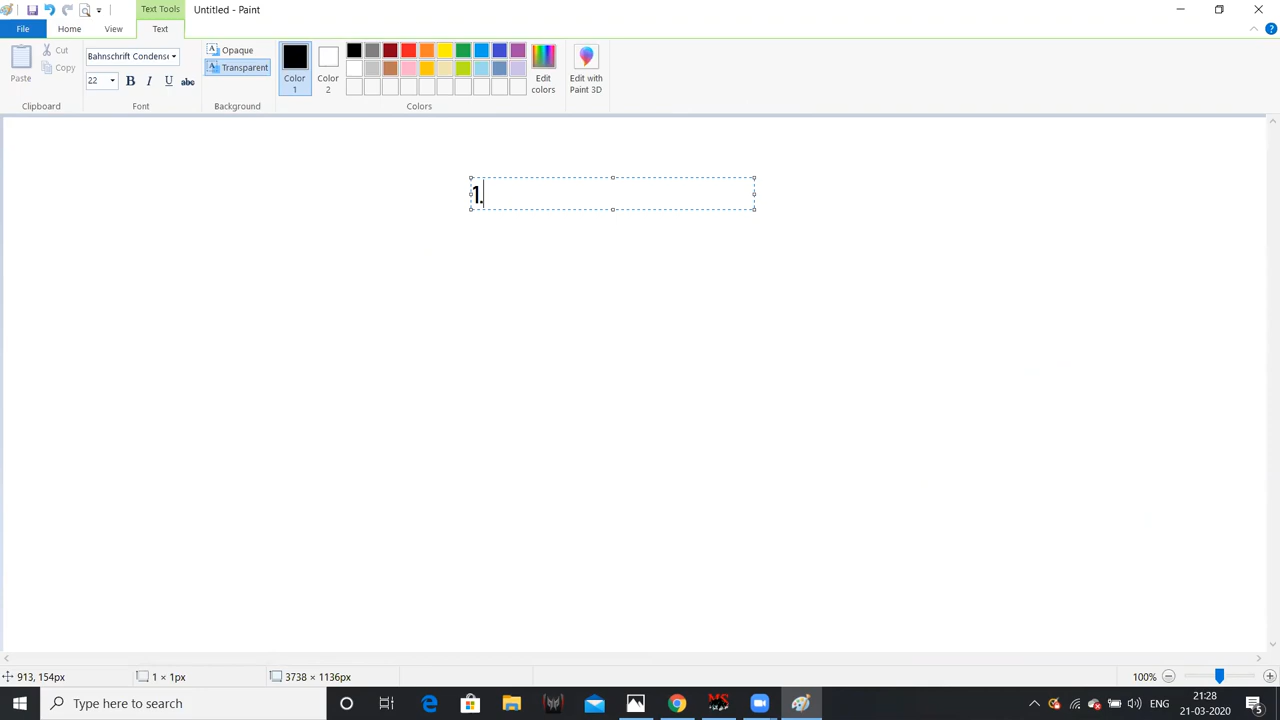 Text Tools
Untitled - Paint
File
Home
View
Text
Paste
Cut
Copy
Clipboard
Bahnschrift Condense
22
B I U abc
Font
Opaque
Transparent
Background
Color 1
Color 2
Colors
Edit colors
Edit with Paint 3D
1.
913, 154px
1 × 1px
3738 × 1136px
100%
Type here to search
MS
ENG
21:28
21-03-2020
5